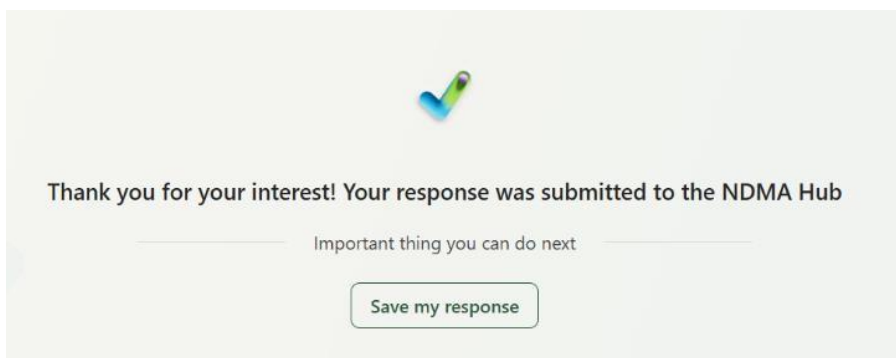 Thank you for your interest! Your response was submitted to the NDMA Hub
Important thing you can do next
Save my response